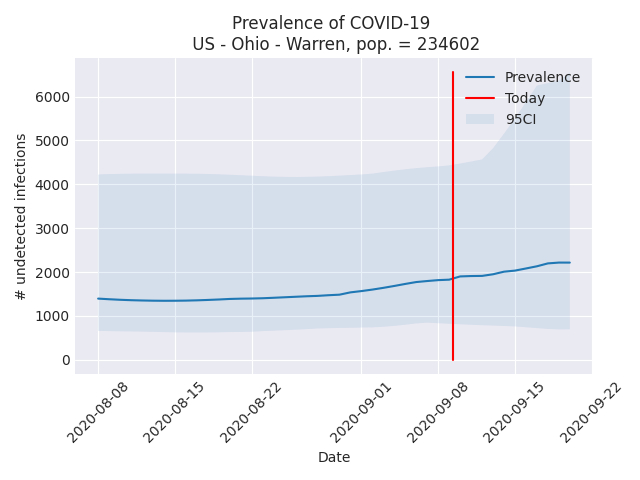 Prevalence of COVID-19
US - Ohio - Warren, pop. = 234602
Prevalence
Today
95CI
# undetected infections
6000
5000
4000
3000
2000
1000
0
2020-08-08
2020-08-15
2020-08-22
2020-09-01
2020-09-08
2020-09-15
2020-09-22
Date